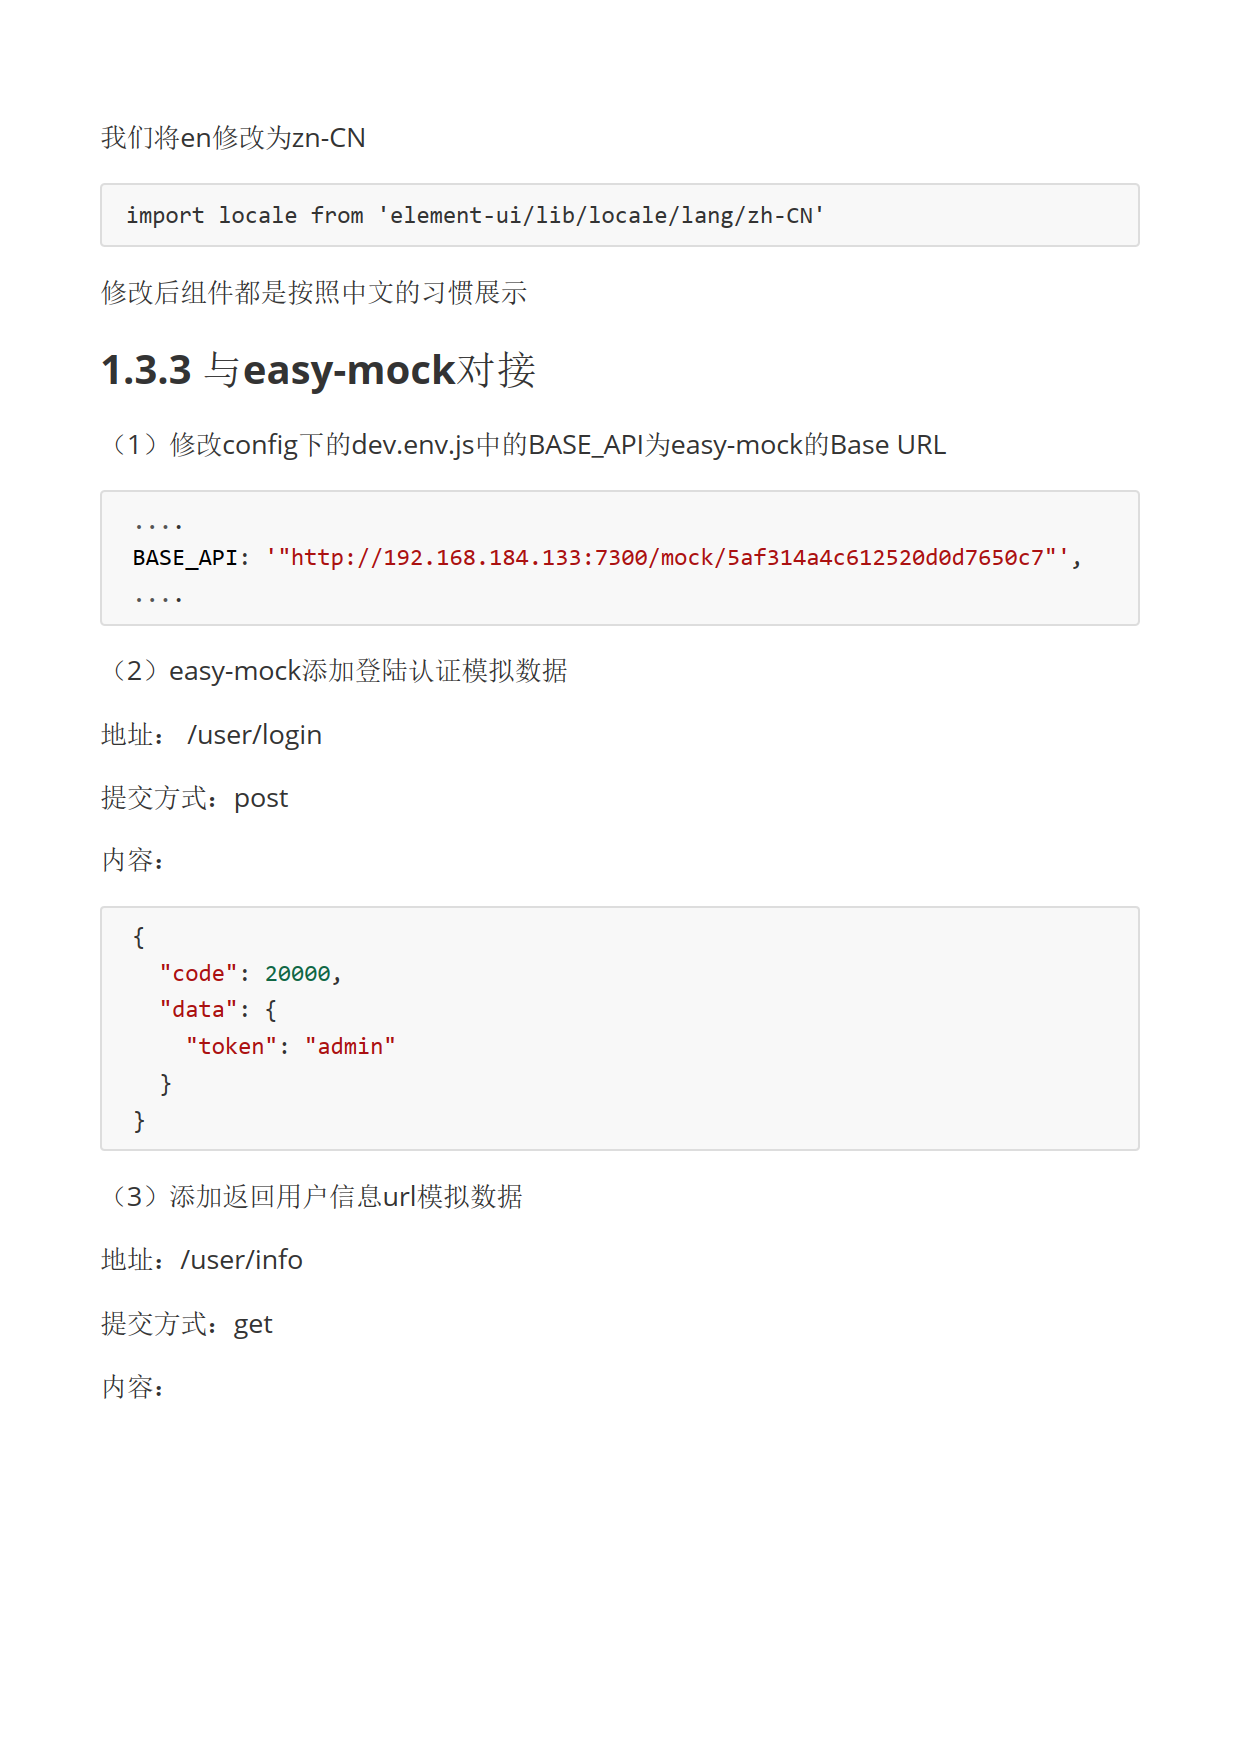 我们将en修改为zn-CN
import locale from 'element-ui/lib/locale/lang/zh-CN'
修改后组件都是按照中文的习惯展示
1.3.3 与easy-mock对接
（1）修改config下的dev.env.js中的BASE_API为easy-mock的Base URL
....
BASE_API: '"http://192.168.184.133:7300/mock/5af314a4c612520d0d7650c7"',
....
（2）easy-mock添加登陆认证模拟数据
地址： /user/login
提交方式：post
内容：
{
  "code": 20000,
  "data": {
    "token": "admin"
  }
}
（3）添加返回用户信息url模拟数据
地址：/user/info
提交方式：get
内容：